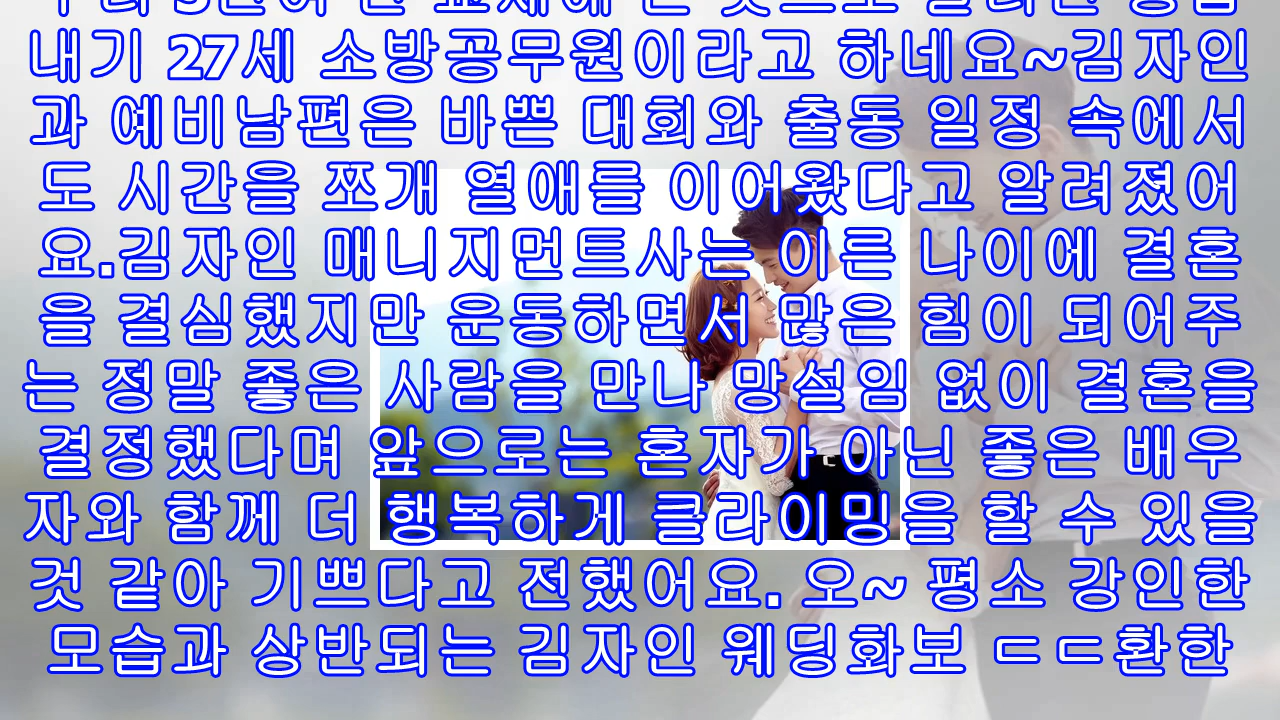 내기 27세 소방공무원이라고 하네요~김자인
과 예비남편은 바쁜 대회와 출동 일정 속에서
도 시간을 쪼개 열애를 이어왔다고 알려졌어
요.김자인 매니지먼트사는 이른 나이에 결혼
을 결심했지만 운동하면서 많은 힘이 되어주
는 정말 좋은 사람을 만나 망설임 없이 결혼을
결정했다며 앞으로는 혼자가 아닌 좋은 배우
자와 함께 더 행복하게 클라이밍을 할 수 있을
것 같아 기쁘다고 전했어요. 오~ 평소 강인한
모습과 상반되는 김자인 웨딩화보 ㄷㄷ환한